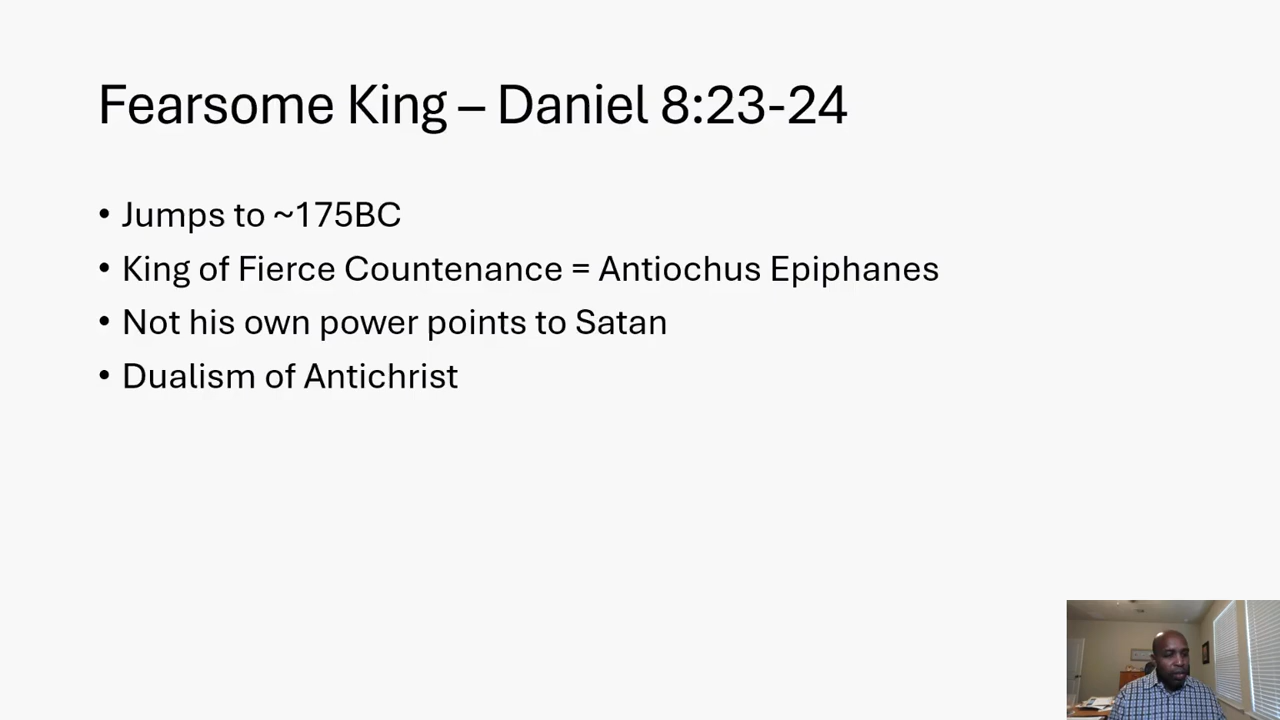 Fearsome King – Daniel 8:23-24
• Jumps to ~175BC
• King of Fierce Countenance = Antiochus Epiphanes
• Not his own power points to Satan
• Dualism of Antichrist